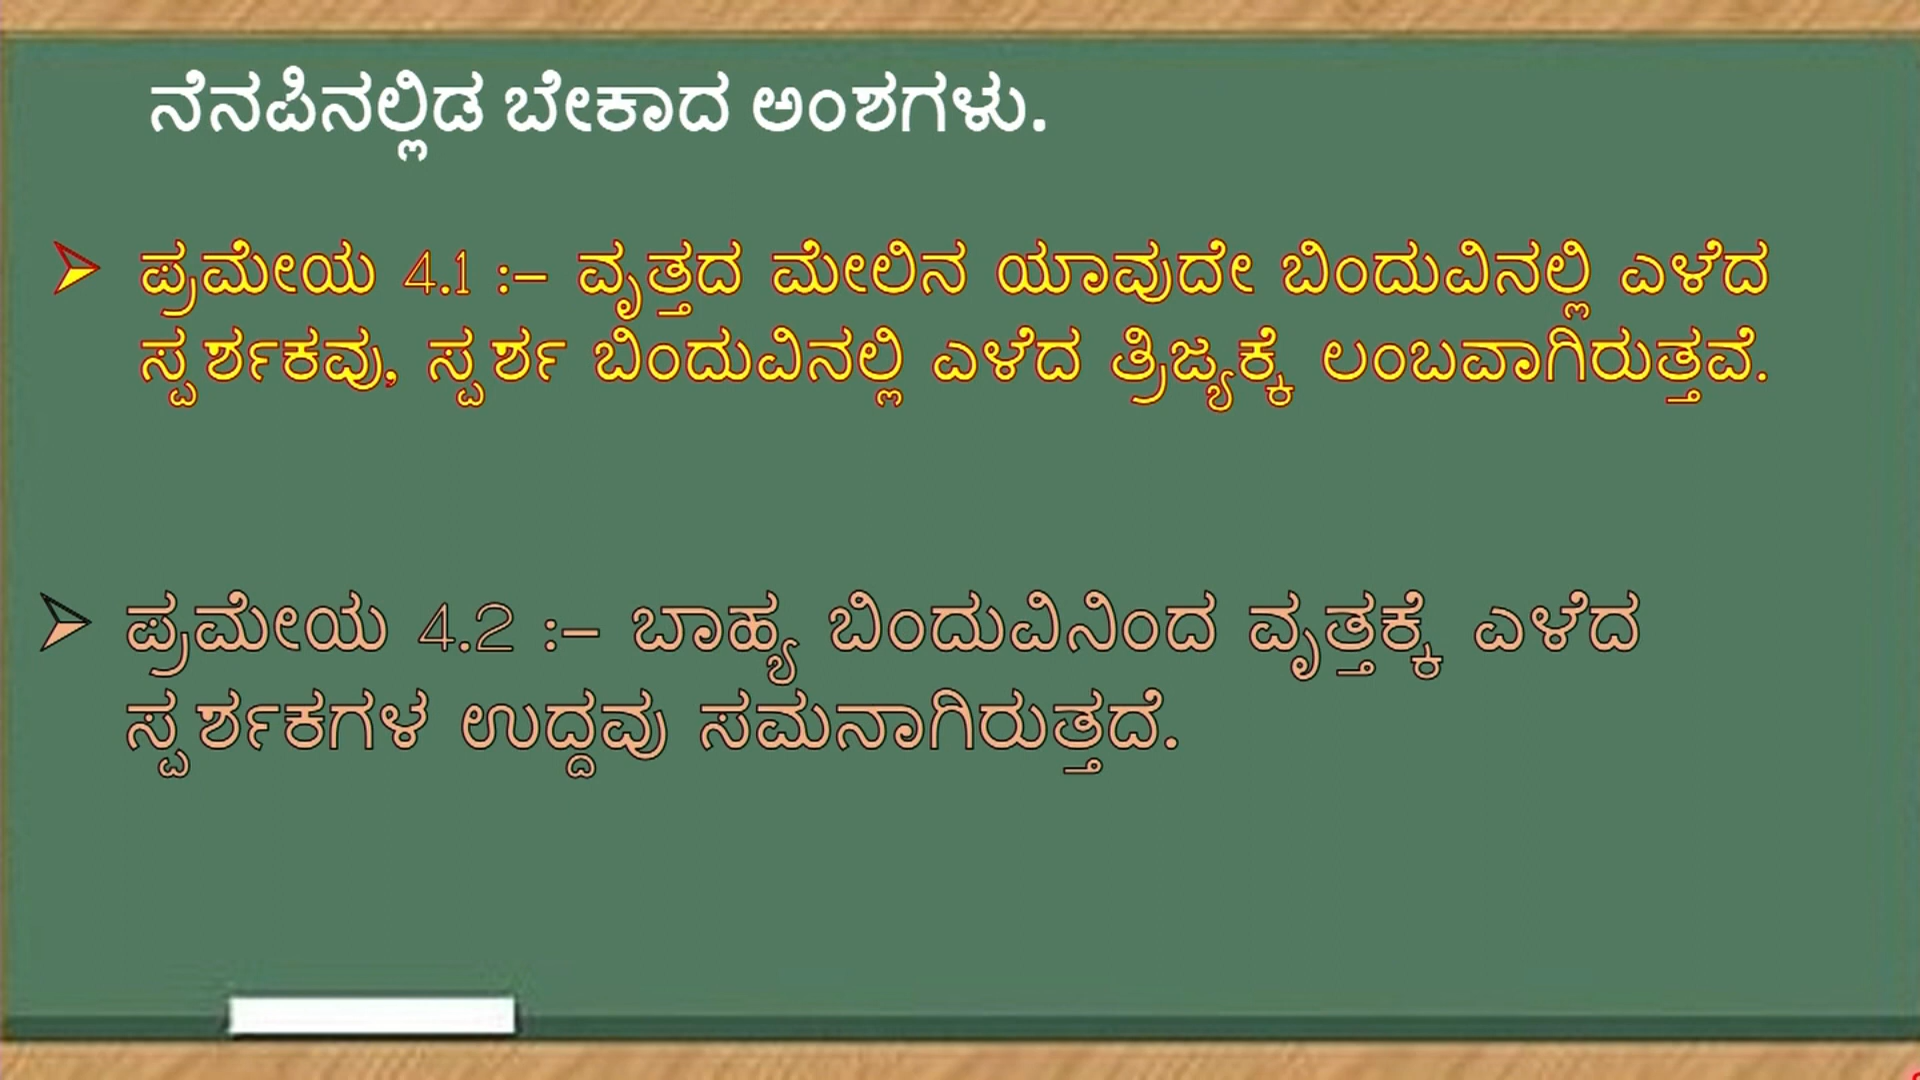 ನೆನಪಿನಲ್ಲಿಡ ಬೇಕಾದ ಅಂಶಗಳು.
ಪ್ರಮೇಯ 4.1 :– ವೃತ್ತದ ಮೇಲಿನ ಯಾವುದೇ ಬಿಂದುವಿನಲ್ಲಿ ಎಳೆದ
ಸ್ಪರ್ಶಕವು, ಸ್ಪರ್ಶ ಬಿಂದುವಿನಲ್ಲಿ ಎಳೆದ ತ್ರಿಜ್ಯಕ್ಕೆ ಲಂಬವಾಗಿರುತ್ತವೆ.
ಪ್ರಮೇಯ 4.2 :– ಬಾಹ್ಯ ಬಿಂದುವಿನಿಂದ ವೃತ್ತಕ್ಕೆ ಎಳೆದ
ಸ್ಪರ್ಶಕಗಳ ಉದ್ದವು ಸಮನಾಗಿರುತ್ತದೆ.